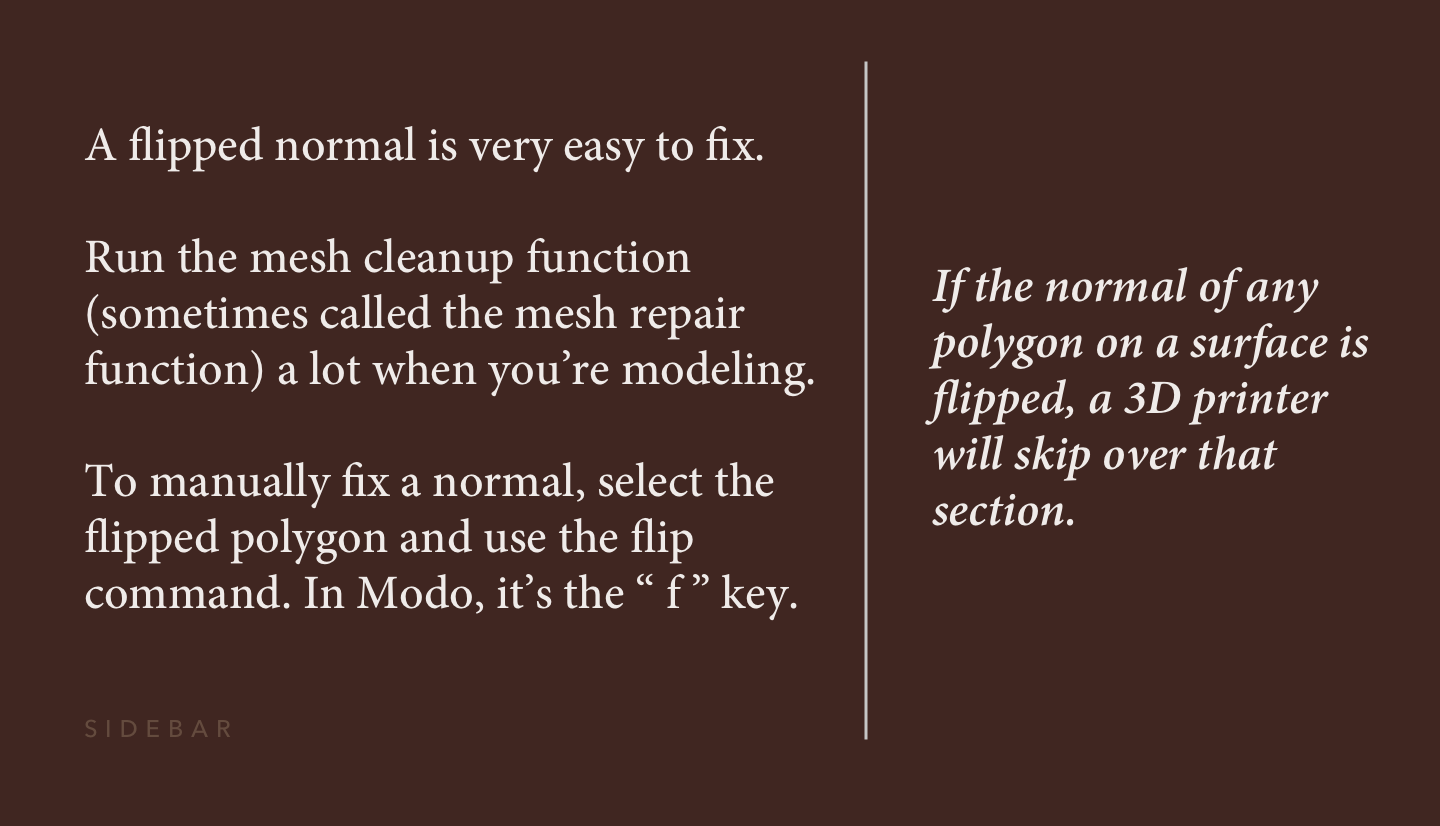 A flipped normal is very easy to fix.
Run the mesh cleanup function
(sometimes called the mesh repair
function) a lot when you’re modeling.
To manually fix a normal, select the
flipped polygon and use the flip
command. In Modo, it’s the “ f ” key.
SIDEBAR
If the normal of any
polygon on a surface is
flipped, a 3D printer
will skip over that
section.